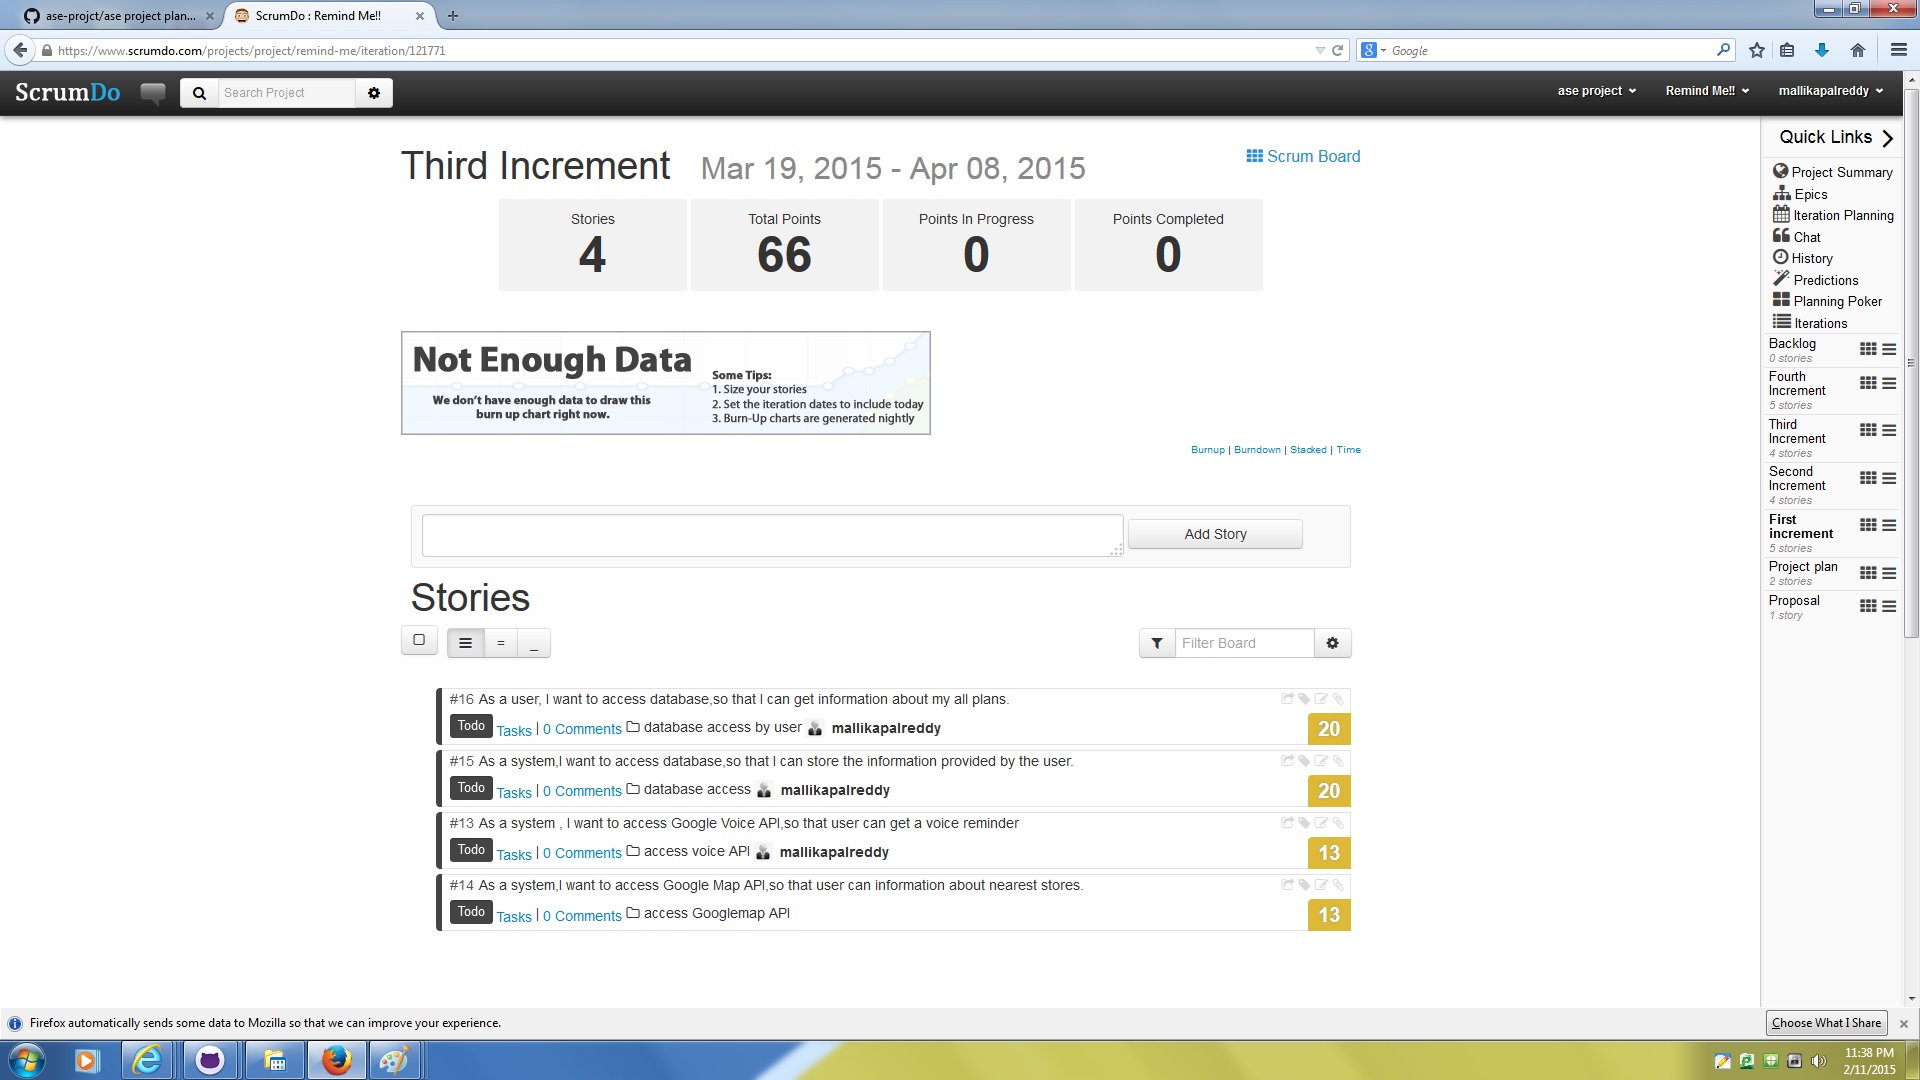 ase-projct/ase project plan...
ScrumDo : Remind Me!!
https://www.scrumdo.com/projects/project/remind-me/iteration/121771
Google
ScrumDo
Search Project
ase project
Remind Me!!
mallikapalreddy
Third Increment Mar 19, 2015 - Apr 08, 2015
Scrum Board
Stories
4
Total Points
66
Points In Progress
0
Points Completed
0
Not Enough Data
We don't have enough data to draw this
burn up chart right now.
Some Tips:
1. Size your stories
2. Set the iteration dates to include today
3. Burn-Up charts are generated nightly
Burnup | Burndown | Stacked | Time
Add Story
Stories
Filter Board
#16 As a user, I want to access database,so that I can get information about my all plans.
Todo Tasks | 0 Comments database access by user mallikapalreddy 20
#15 As a system,I want to access database,so that I can store the information provided by the user.
Todo Tasks | 0 Comments database access mallikapalreddy 20
#13 As a system , I want to access Google Voice API,so that user can get a voice reminder
Todo Tasks | 0 Comments access voice API mallikapalreddy 13
#14 As a system,I want to access Google Map API,so that user can information about nearest stores.
Todo Tasks | 0 Comments access Googlemap API 13
Quick Links
Project Summary
Epics
Iteration Planning
Chat
History
Predictions
Planning Poker
Iterations
Backlog
0 stories
Fourth
Increment
5 stories
Third
Increment
4 stories
Second
Increment
4 stories
First
increment
5 stories
Project plan
2 stories
Proposal
1 story
Firefox automatically sends some data to Mozilla so that we can improve your experience.
Choose What I Share
11:38 PM
2/11/2015